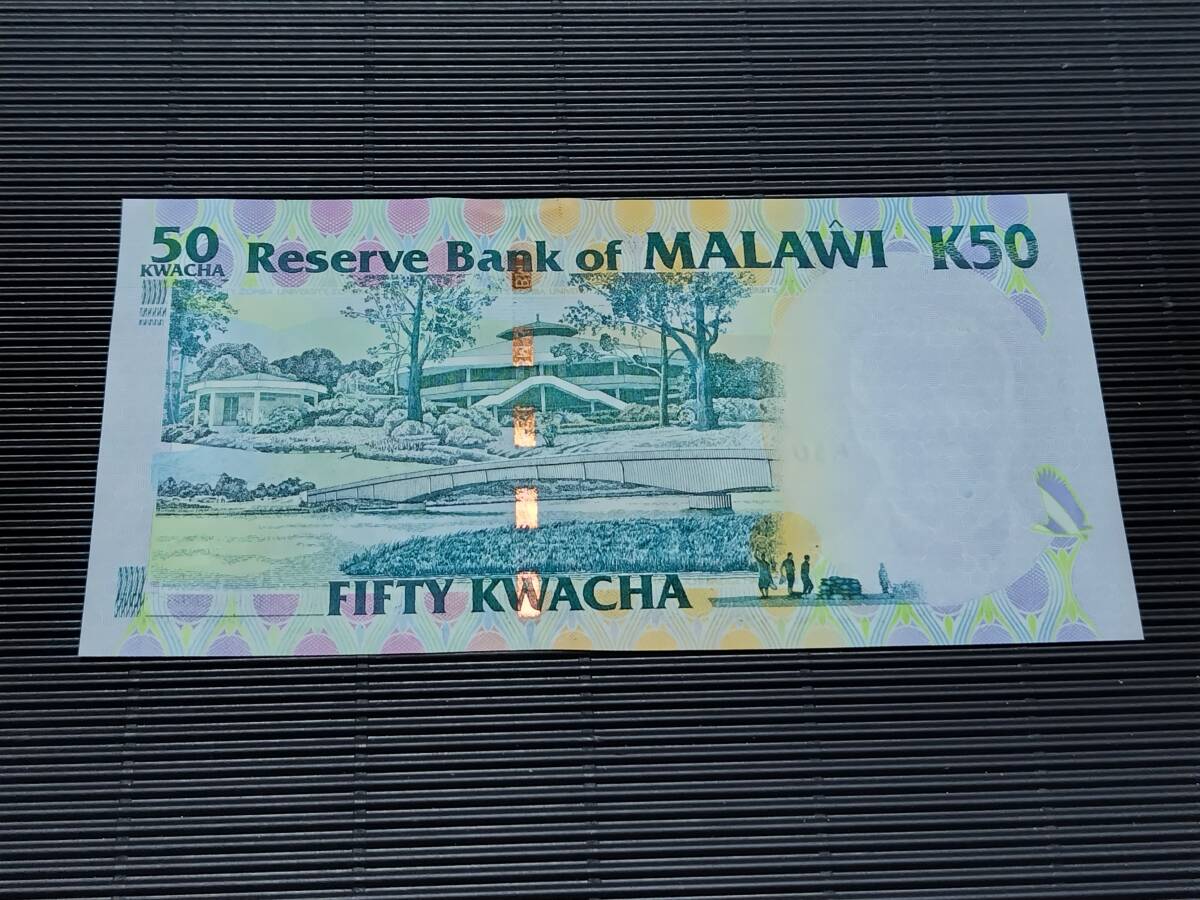 50 Reserve Bank of MALAŴI K50
KWACHA
FIFTY KWACHA